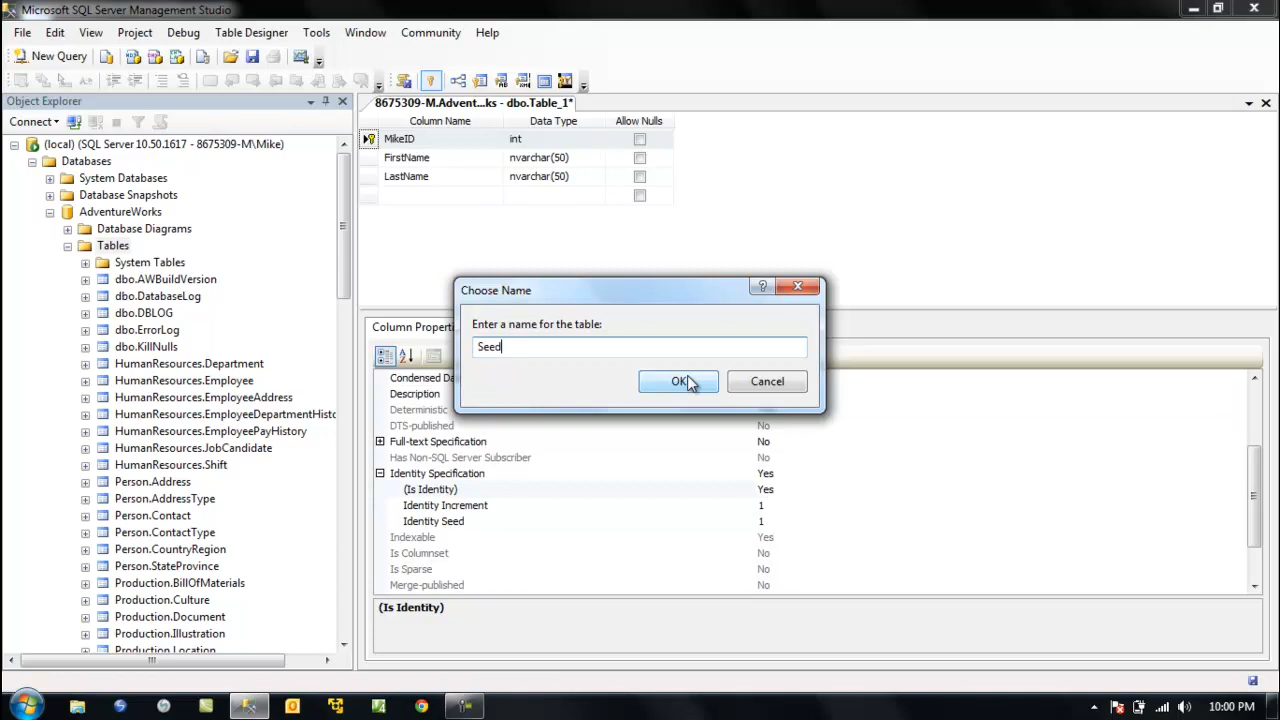 Microsoft SQL Server Management Studio
File Edit View Project Debug Table Designer Tools Window Community Help
New Query
Object Explorer
Connect
(local) (SQL Server 10.50.1617 - 8675309-M\Mike)
Databases
System Databases
Database Snapshots
AdventureWorks
Database Diagrams
Tables
System Tables
dbo.AWBuildVersion
dbo.DatabaseLog
dbo.DBLOG
dbo.ErrorLog
dbo.KillNulls
HumanResources.Department
HumanResources.Employee
HumanResources.EmployeeAddress
HumanResources.EmployeeDepartmentHisto
HumanResources.EmployeePayHistory
HumanResources.JobCandidate
HumanResources.Shift
Person.Address
Person.AddressType
Person.Contact
Person.ContactType
Person.CountryRegion
Person.StateProvince
Production.BillOfMaterials
Production.Culture
Production.Document
Production.Illustration
Production.Location
8675309-M.Advent...ks - dbo.Table_1*
Column Name Data Type Allow Nulls
MikeID int
FirstName nvarchar(50)
LastName nvarchar(50)
Choose Name
Enter a name for the table:
Seed
OK Cancel
Column Propert
Condensed Da
Description
Deterministic
DTS-published No
Full-text Specification No
Has Non-SQL Server Subscriber No
Identity Specification Yes
(Is Identity) Yes
Identity Increment 1
Identity Seed 1
Indexable Yes
Is Columnset No
Is Sparse No
Merge-published No
(Is Identity)
10:00 PM